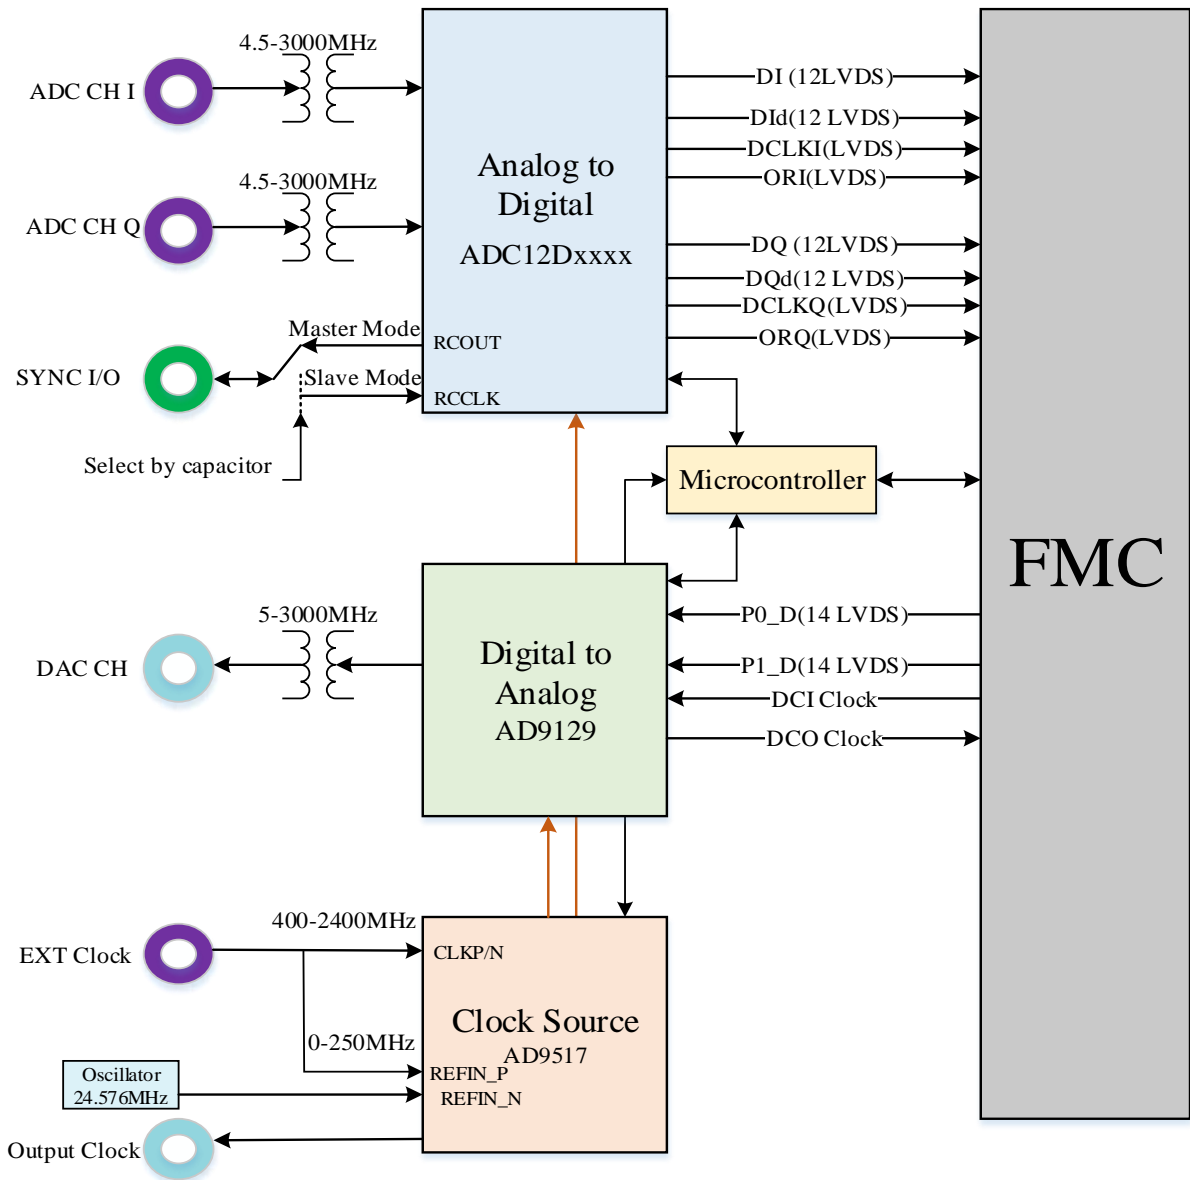 4.5-3000MHz
ADC CH I
4.5-3000MHz
ADC CH Q
Master Mode
SYNC I/O
Slave Mode
Select by capacitor
Analog to
Digital
ADC12Dxxxx
RCOUT
RCCLK
DI (12LVDS)
DId(12 LVDS)
DCLKI(LVDS)
ORI(LVDS)
DQ (12LVDS)
DQd(12 LVDS)
DCLKQ(LVDS)
ORQ(LVDS)
Microcontroller
FMC
5-3000MHz
DAC CH
Digital to
Analog
AD9129
P0_D(14 LVDS)
P1_D(14 LVDS)
DCI Clock
DCO Clock
400-2400MHz
EXT Clock
CLKP/N
Clock Source
AD9517
0-250MHz
REFIN_P
REFIN_N
Oscillator
24.576MHz
Output Clock